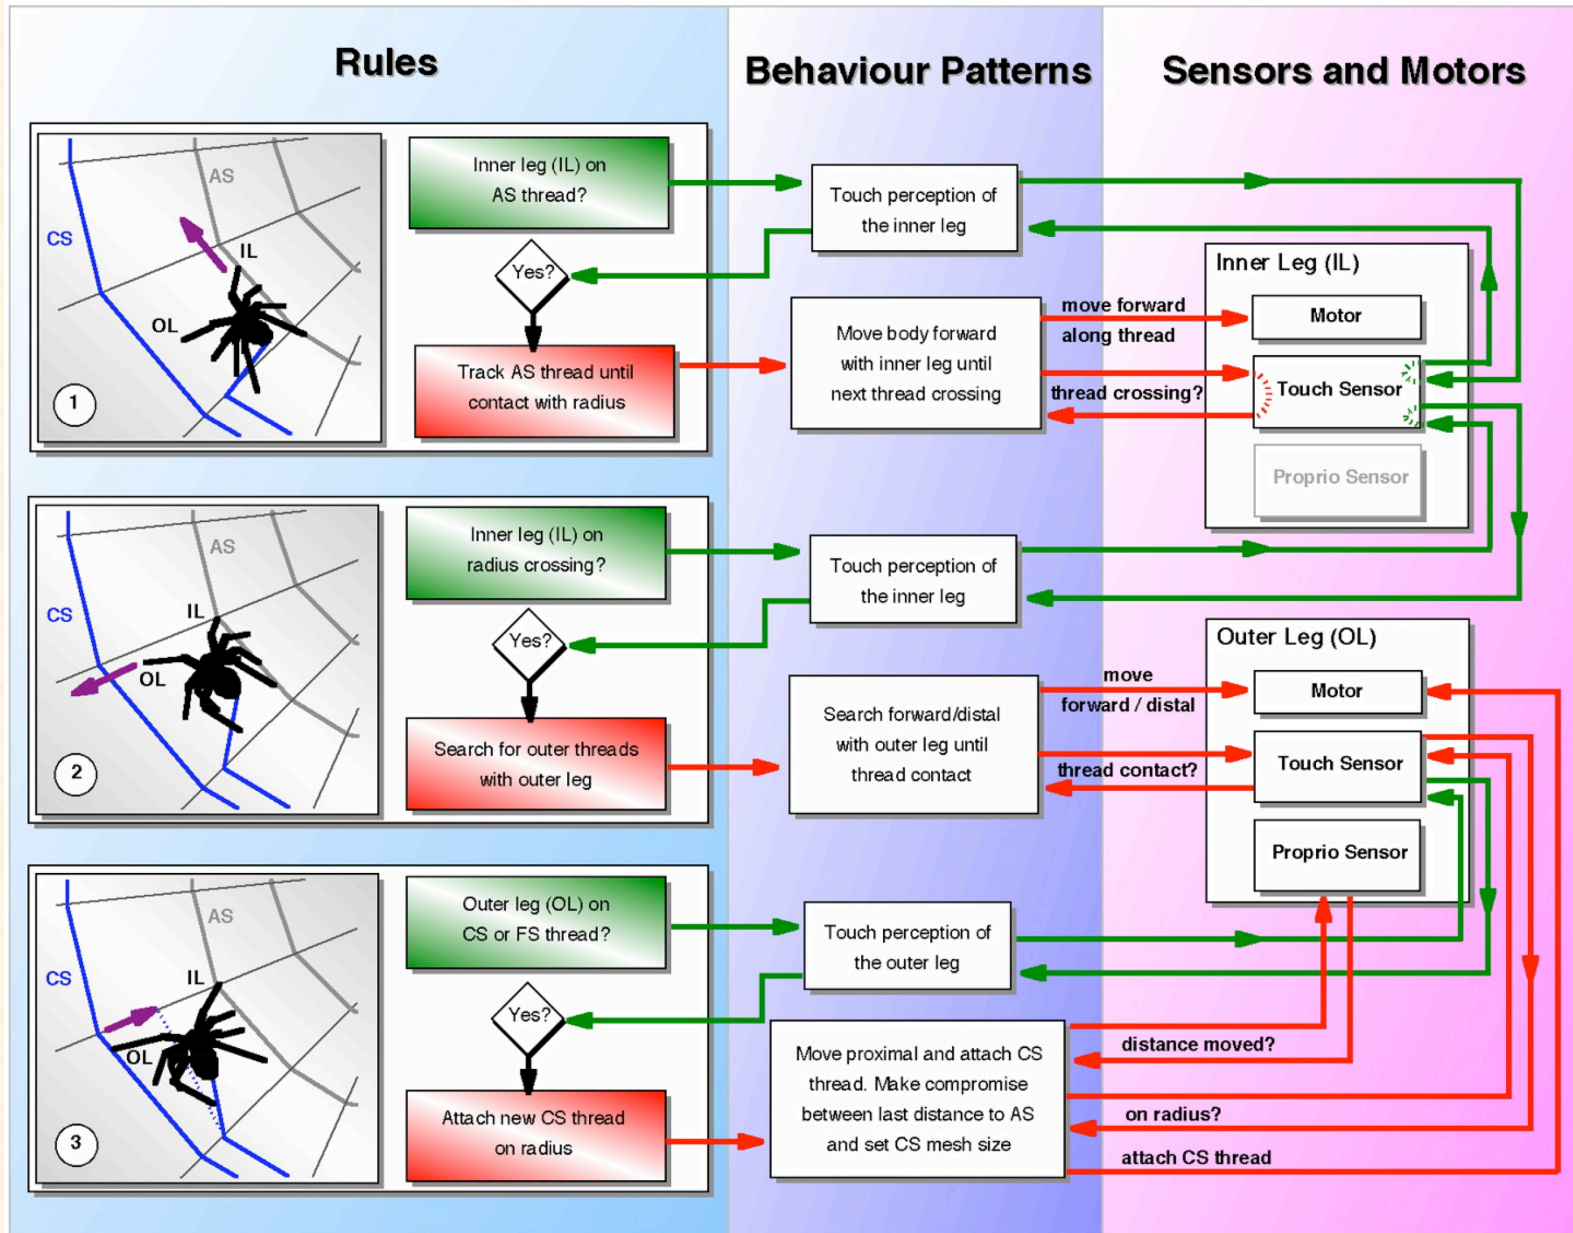 Rules
Behaviour Patterns
Sensors and Motors
AS
CS
IL
OL
1
Inner leg (IL) on
AS thread?
Yes?
Track AS thread until
contact with radius
Touch perception of
the inner leg
Move body forward
with inner leg until
next thread crossing
move forward
along thread
thread crossing?
Inner Leg (IL)
Motor
Touch Sensor
Proprio Sensor
AS
CS
IL
OL
2
Inner leg (IL) on
radius crossing?
Yes?
Search for outer threads
with outer leg
Touch perception of
the inner leg
Search forward/distal
with outer leg until
thread contact
move
forward / distal
thread contact?
Outer Leg (OL)
Motor
Touch Sensor
Proprio Sensor
AS
CS
IL
OL
3
Outer leg (OL) on
CS or FS thread?
Yes?
Attach new CS thread
on radius
Touch perception of
the outer leg
Move proximal and attach CS
thread. Make compromise
between last distance to AS
and set CS mesh size
distance moved?
on radius?
attach CS thread